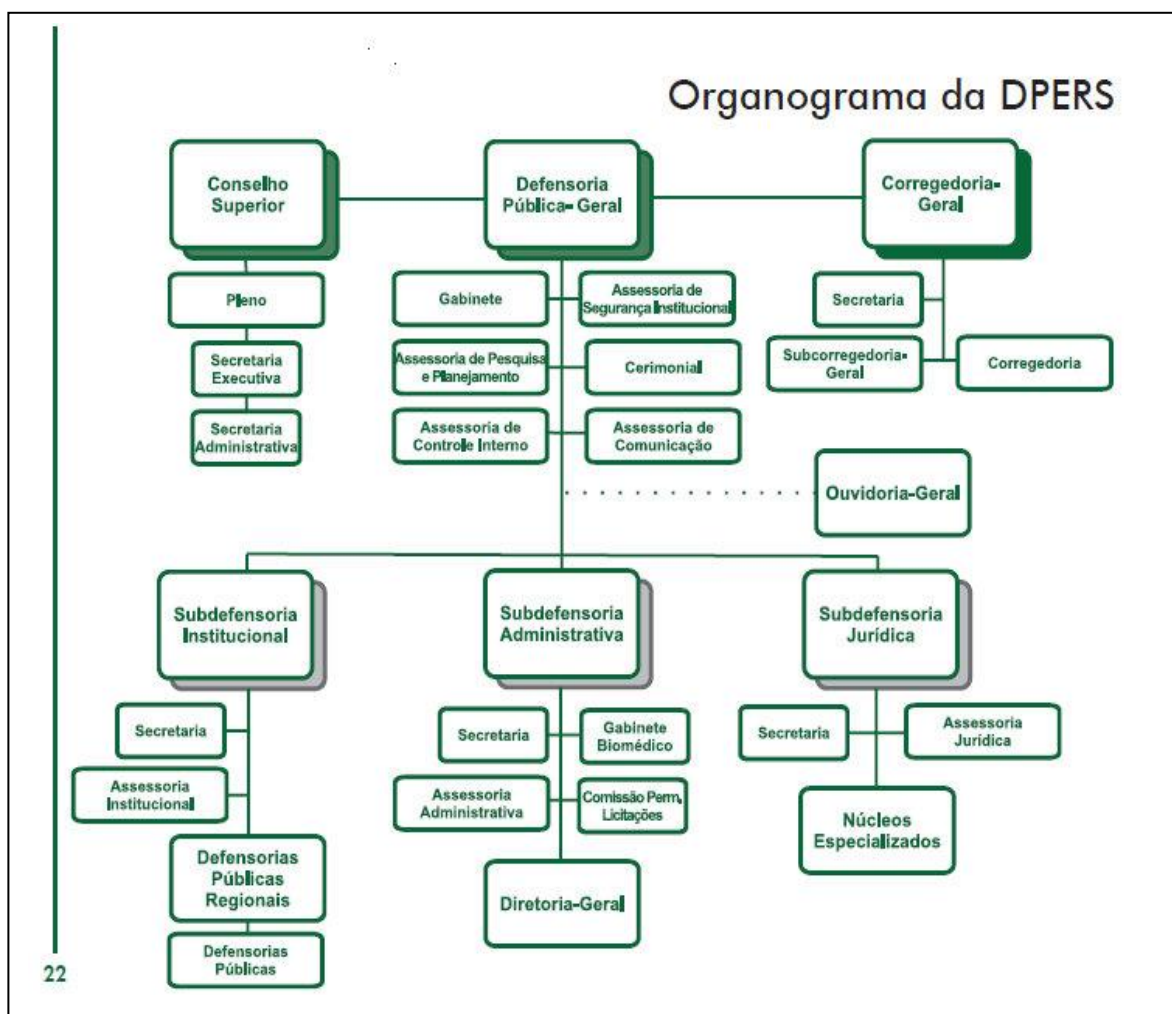 Organograma da DPERS
Conselho
Superior
Defensoria
Pública-Geral
Corregedoria-
Geral
Pleno
Secretaria
Executiva
Secretaria
Administrativa
Gabinete
Assessoria de
Segurança Institucional
Assessoria de Pesquisa
e Planejamento
Cerimonial
Assessoria de
Controle Interno
Assessoria de
Comunicação
Secretaria
Subcorregedoria-
Geral
Corregedoria
Ouvidoria-Geral
Subdefensoria
Institucional
Subdefensoria
Administrativa
Subdefensoria
Jurídica
Secretaria
Assessoria
Institucional
Defensorias
Públicas
Regionais
Defensorias
Públicas
Secretaria
Gabinete
Biomédico
Assessoria
Administrativa
Comissão Perm.
Licitações
Diretoria-Geral
Secretaria
Assessoria
Jurídica
Núcleos
Especializados
22